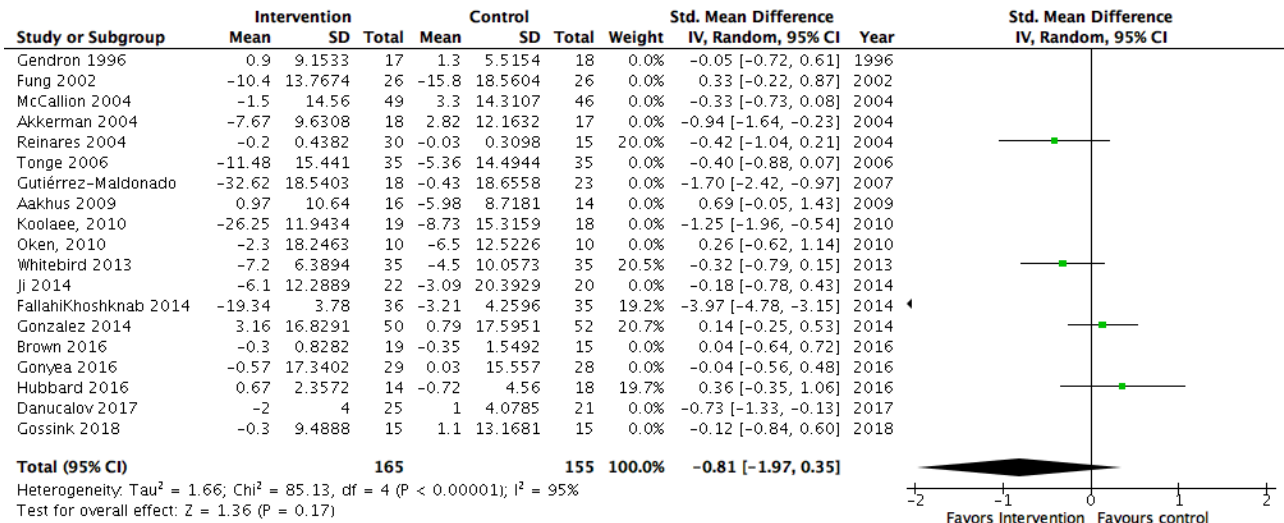 Intervention Control Std. Mean Difference Std. Mean Difference
Study or Subgroup Mean SD Total Mean SD Total Weight IV, Random, 95% CI Year IV, Random, 95% CI
Gendron 1996 0.9 9.1533 17 1.3 5.5154 18 0.0% -0.05 [-0.72, 0.61] 1996
Fung 2002 -10.4 13.7674 26 -15.8 18.5604 26 0.0% 0.33 [-0.22, 0.87] 2002
McCallion 2004 -1.5 14.56 49 3.3 14.3107 46 0.0% -0.33 [-0.73, 0.08] 2004
Akkerman 2004 -7.67 9.6308 18 2.82 12.1632 17 0.0% -0.94 [-1.64, -0.23] 2004
Reinares 2004 -0.2 0.4382 30 -0.03 0.3098 15 20.0% -0.42 [-1.04, 0.21] 2004
Tonge 2006 -11.48 15.441 35 -5.36 14.4944 35 0.0% -0.40 [-0.88, 0.07] 2006
Gutiérrez-Maldonado -32.62 18.5403 18 -0.43 18.6558 23 0.0% -1.70 [-2.42, -0.97] 2007
Aakhus 2009 0.97 10.64 16 -5.98 8.7181 14 0.0% 0.69 [-0.05, 1.43] 2009
Koolaee, 2010 -26.25 11.9434 19 -8.73 15.3159 18 0.0% -1.25 [-1.96, -0.54] 2010
Oken, 2010 -2.3 18.2463 10 -6.5 12.5226 10 0.0% 0.26 [-0.62, 1.14] 2010
Whitebird 2013 -7.2 6.3894 35 -4.5 10.0573 35 20.5% -0.32 [-0.79, 0.15] 2013
Ji 2014 -6.1 12.2889 22 -3.09 20.3929 20 0.0% -0.18 [-0.78, 0.43] 2014
FallahiKhoshknab 2014 -19.34 3.78 36 -3.21 4.2596 35 19.2% -3.97 [-4.78, -3.15] 2014
Gonzalez 2014 3.16 16.8291 50 0.79 17.5951 52 20.7% 0.14 [-0.25, 0.53] 2014
Brown 2016 -0.3 0.8282 19 -0.35 1.5492 15 0.0% 0.04 [-0.64, 0.72] 2016
Gonyea 2016 -0.57 17.3402 29 0.03 15.557 28 0.0% -0.04 [-0.56, 0.48] 2016
Hubbard 2016 0.67 2.3572 14 -0.72 4.56 18 19.7% 0.36 [-0.35, 1.06] 2016
Danucalov 2017 -2 4 25 1 4.0785 21 0.0% -0.73 [-1.33, -0.13] 2017
Gossink 2018 -0.3 9.4888 15 1.1 13.1681 15 0.0% -0.12 [-0.84, 0.60] 2018
Total (95% CI) 165 155 100.0% -0.81 [-1.97, 0.35]
Heterogeneity: Tau² = 1.66; Chi² = 85.13, df = 4 (P < 0.00001); I² = 95%
Test for overall effect: Z = 1.36 (P = 0.17)
-2 -1 0 1 2
Favors Intervention Favours control